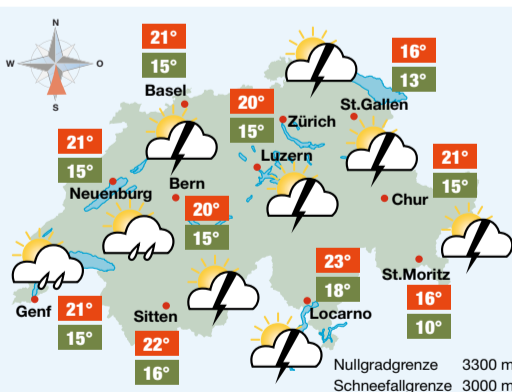 N
W
O
S
21°
15°
Basel
16°
13°
St.Gallen
20°
15°
Zürich
Luzern
21°
15°
Neuenburg
Bern
20°
15°
21°
15°
Chur
St.Moritz
16°
10°
23°
18°
Locarno
Genf
21°
15°
Sitten
22°
16°
Nullgradgrenze 3300 m
Schneefallgrenze 3000 m